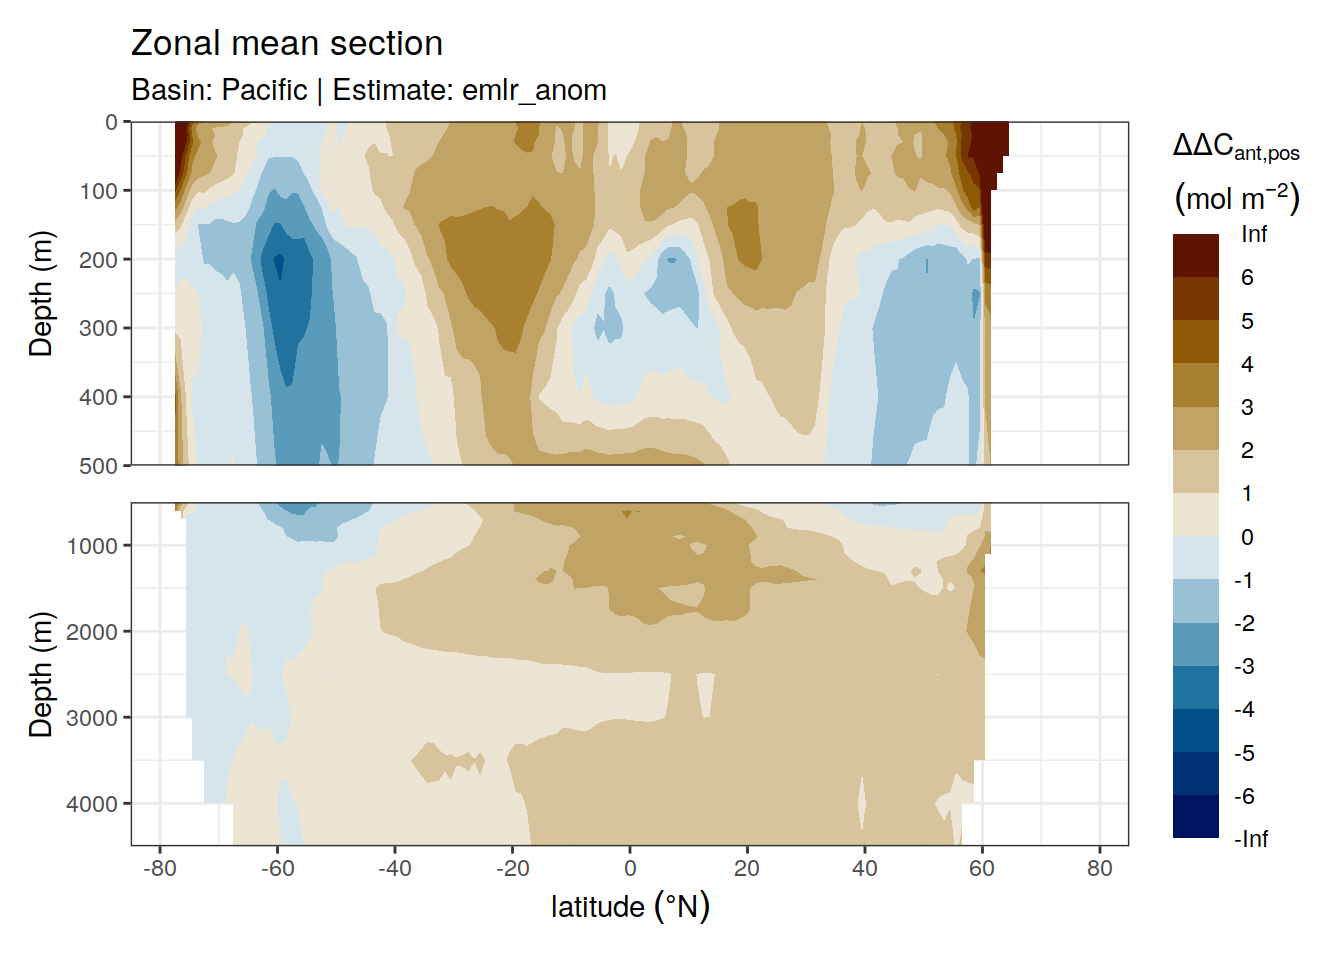 Zonal mean section
Basin: Pacific | Estimate: emlr_anom
0
100
200
300
400
500
Depth (m)
1000
2000
3000
4000
Depth (m)
-80 -60 -40 -20 0 20 40 60 80
latitude (°N)
ΔΔC_ant,pos
(mol m⁻²)
Inf
6
5
4
3
2
1
0
-1
-2
-3
-4
-5
-6
-Inf